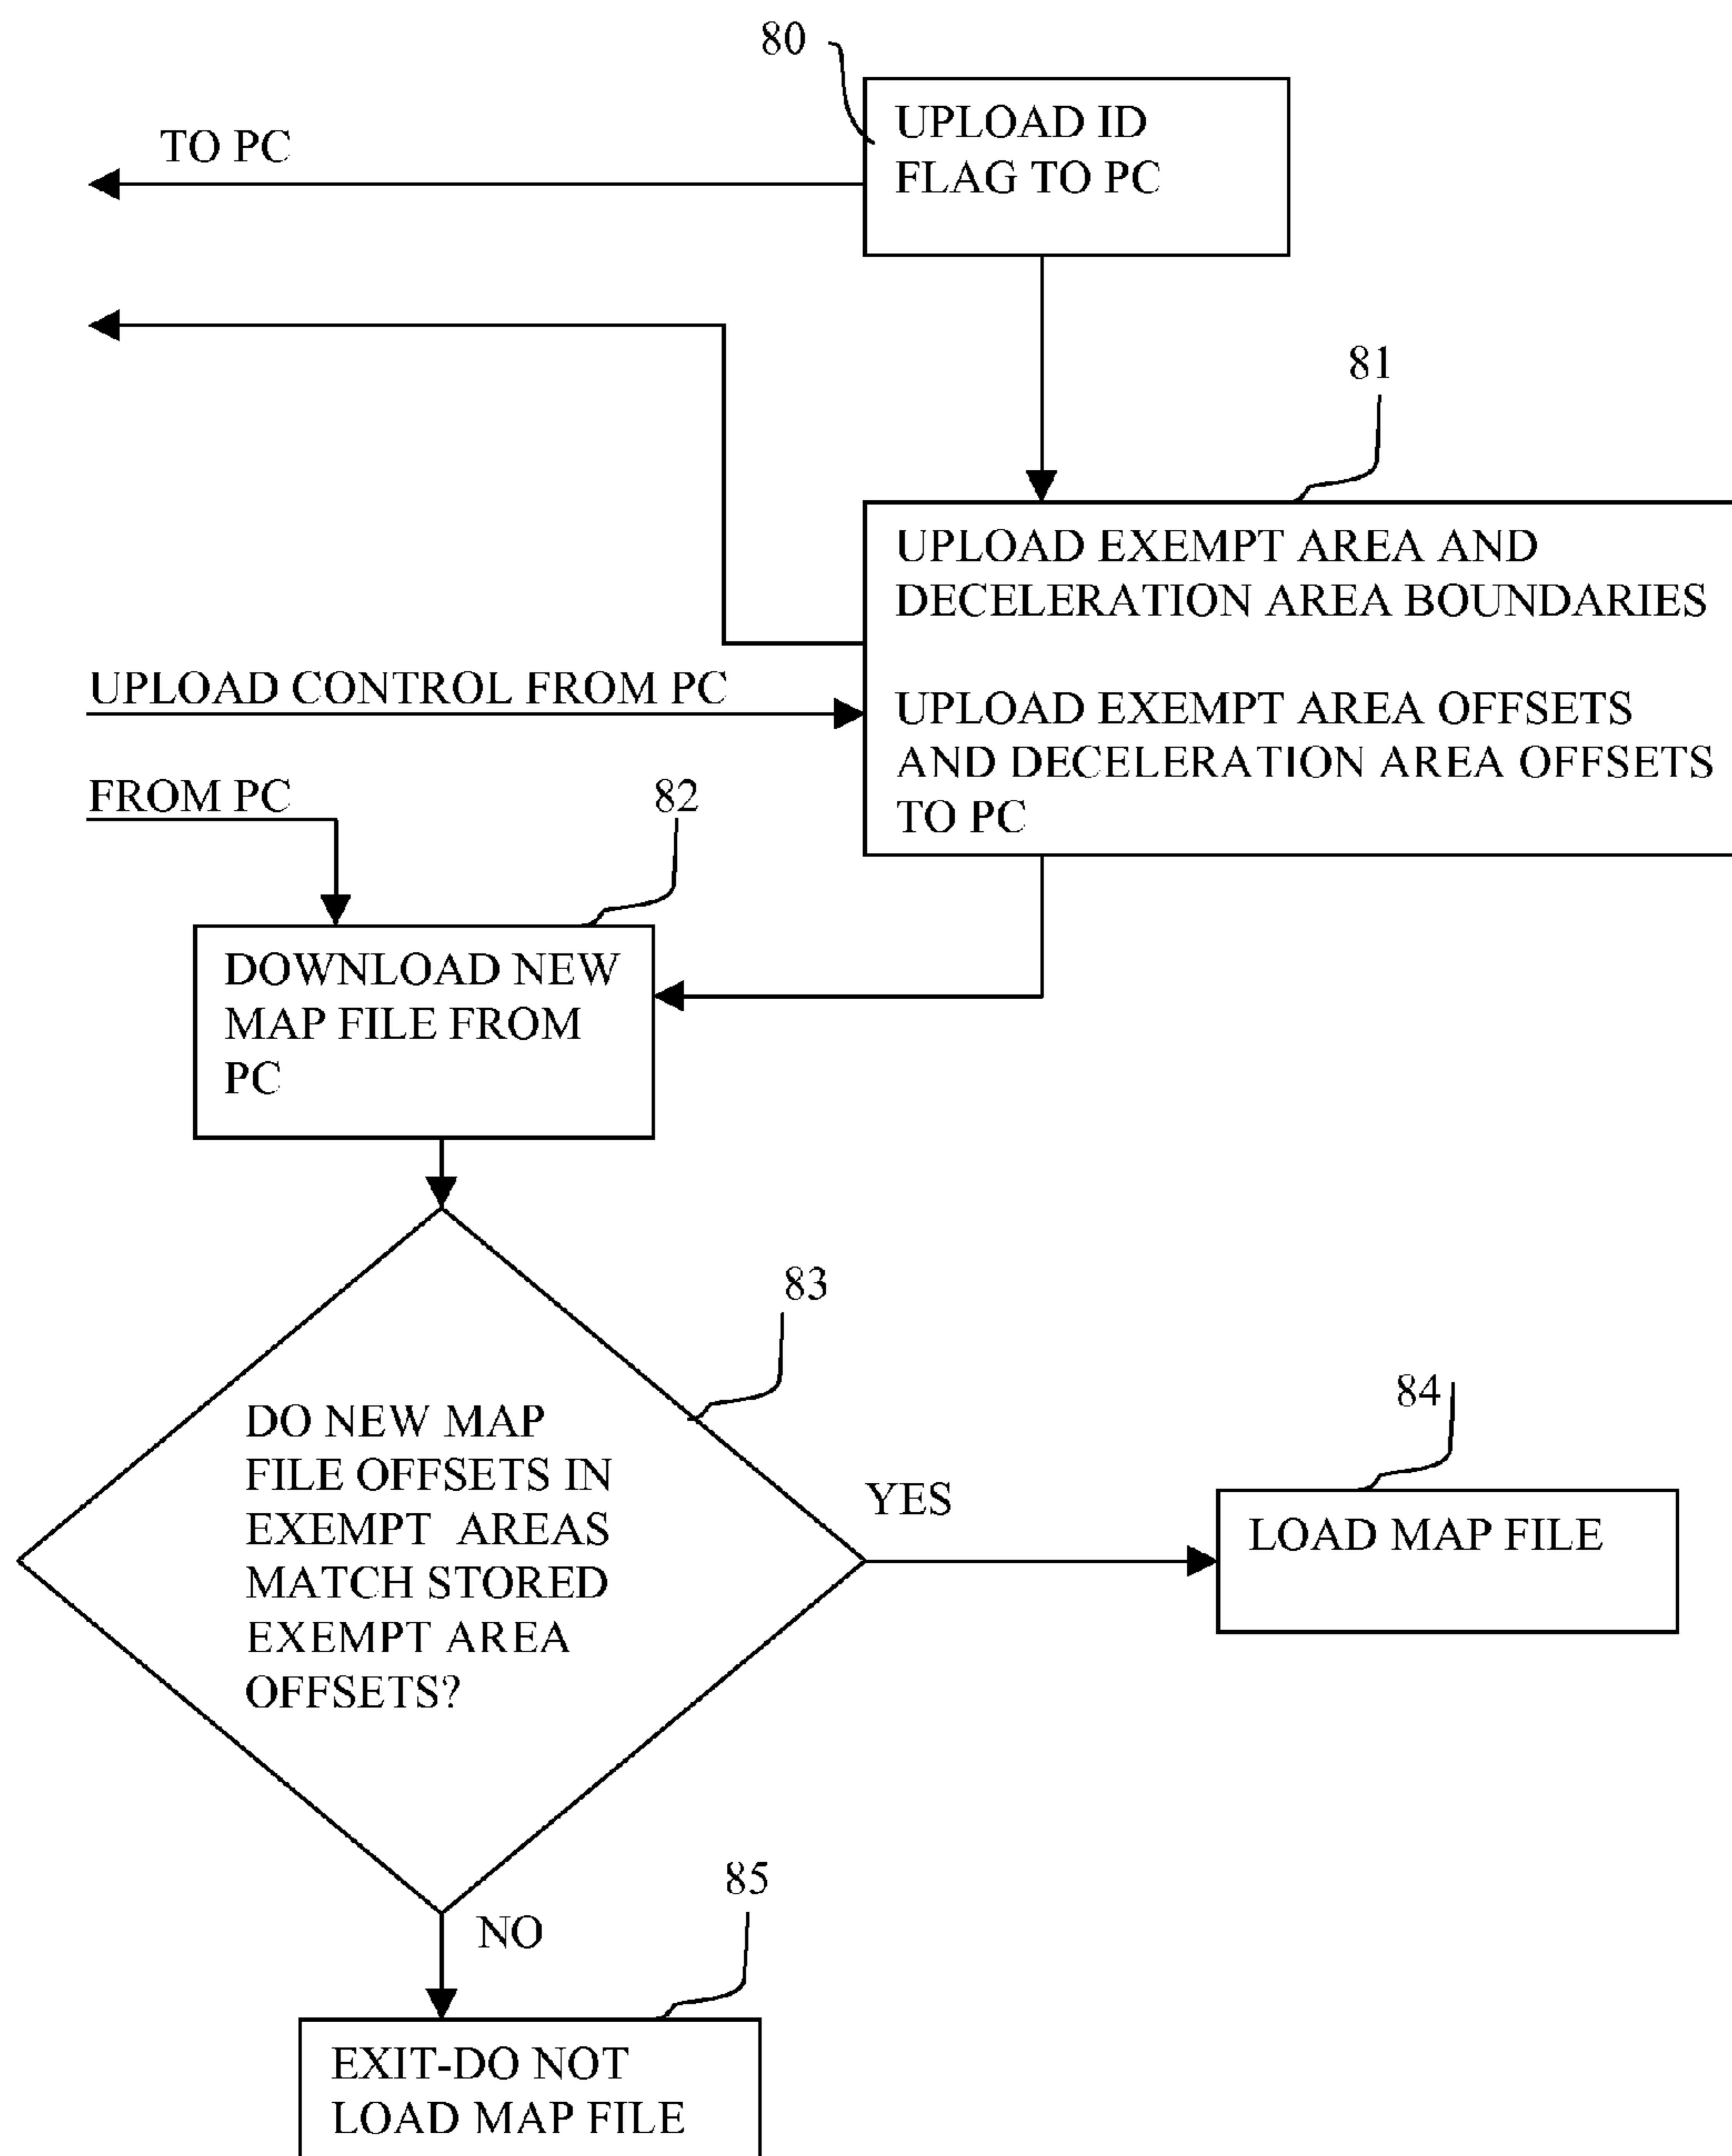 80
UPLOAD ID
FLAG TO PC
TO PC
81
UPLOAD EXEMPT AREA AND
DECELERATION AREA BOUNDARIES
UPLOAD CONTROL FROM PC
UPLOAD EXEMPT AREA OFFSETS
AND DECELERATION AREA OFFSETS
TO PC
FROM PC
82
DOWNLOAD NEW
MAP FILE FROM
PC
83
DO NEW MAP
FILE OFFSETS IN
EXEMPT AREAS
MATCH STORED
EXEMPT AREA
OFFSETS?
YES
84
LOAD MAP FILE
NO
85
EXIT-DO NOT
LOAD MAP FILE